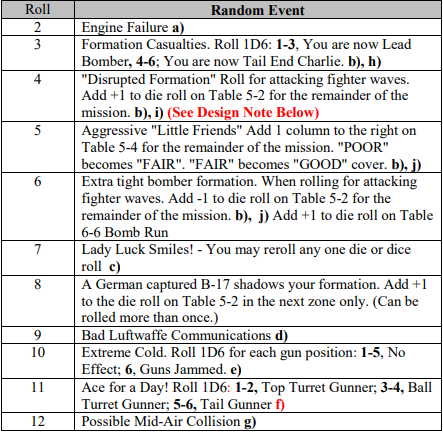 Roll Random Event
2 Engine Failure a)
3 Formation Casualties. Roll 1D6: 1-3, You are now Lead
Bomber, 4-6; You are now Tail End Charlie. b), h)
4 "Disrupted Formation" Roll for attacking fighter waves.
Add +1 to die roll on Table 5-2 for the remainder of the
mission. b), i) (See Design Note Below)
5 Aggressive "Little Friends" Add 1 column to the right on
Table 5-4 for the remainder of the mission. "POOR"
becomes "FAIR". "FAIR" becomes "GOOD" cover. b), j)
6 Extra tight bomber formation. When rolling for attacking
fighter waves. Add -1 to die roll on Table 5-2 for the
remainder of the mission. b), j) Add +1 to die roll on Table
6-6 Bomb Run
7 Lady Luck Smiles! - You may reroll any one die or dice
roll c)
8 A German captured B-17 shadows your formation. Add +1
to the die roll on Table 5-2 in the next zone only. (Can be
rolled more than once.)
9 Bad Luftwaffe Communications d)
10 Extreme Cold. Roll 1D6 for each gun position: 1-5, No
Effect; 6, Guns Jammed. e)
11 Ace for a Day! Roll 1D6: 1-2, Top Turret Gunner; 3-4, Ball
Turret Gunner; 5-6, Tail Gunner f)
12 Possible Mid-Air Collision g)